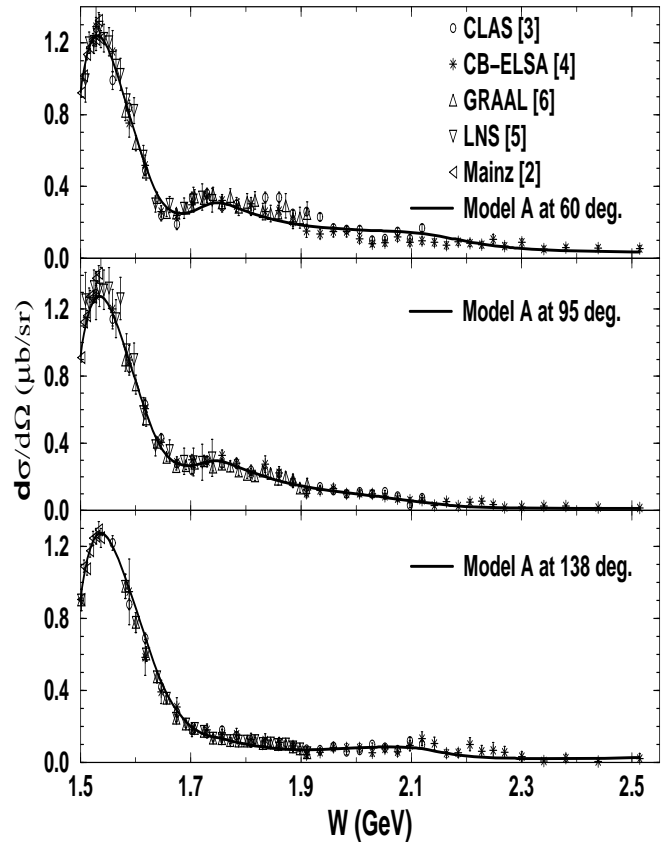 CLAS [3]
CB–ELSA [4]
GRAAL [6]
LNS [5]
Mainz [2]
Model A at 60 deg.
1.2
0.8
0.4
0.0
Model A at 95 deg.
1.2
0.8
0.4
0.0
dσ/dΩ (μb/sr)
Model A at 138 deg.
1.2
0.8
0.4
0.0
1.5 1.7 1.9 2.1 2.3 2.5
W (GeV)